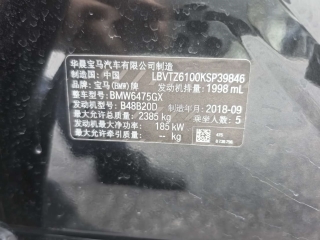 华晨宝马汽车有限公司制造
制造国：中国 LBVTZ6100KSP39846
品牌：宝马(BMW)牌 发动机排量：1998 mL
整车型号：BMW6475GX
发动机型号：B48B20D 制造年月：2018-09
最大允许总质量：2385 kg 乘坐人数：5
发动机最大净功率：185 kW
最大允许牵引质量：-- kg